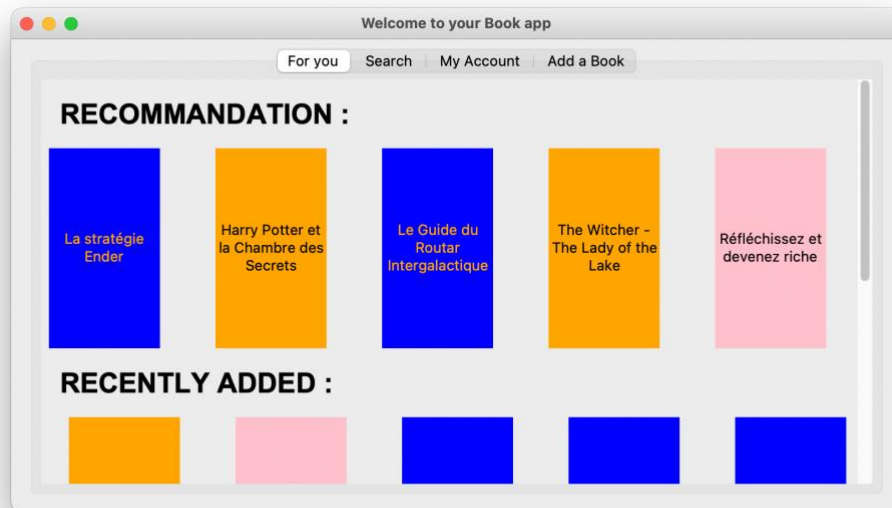 Welcome to your Book app
For you
Search
My Account
Add a Book
RECOMMANDATION :
La stratégie
Ender
Harry Potter et
la Chambre des
Secrets
Le Guide du
Routar
Intergalactique
The Witcher -
The Lady of the
Lake
Réfléchissez et
devenez riche
RECENTLY ADDED :